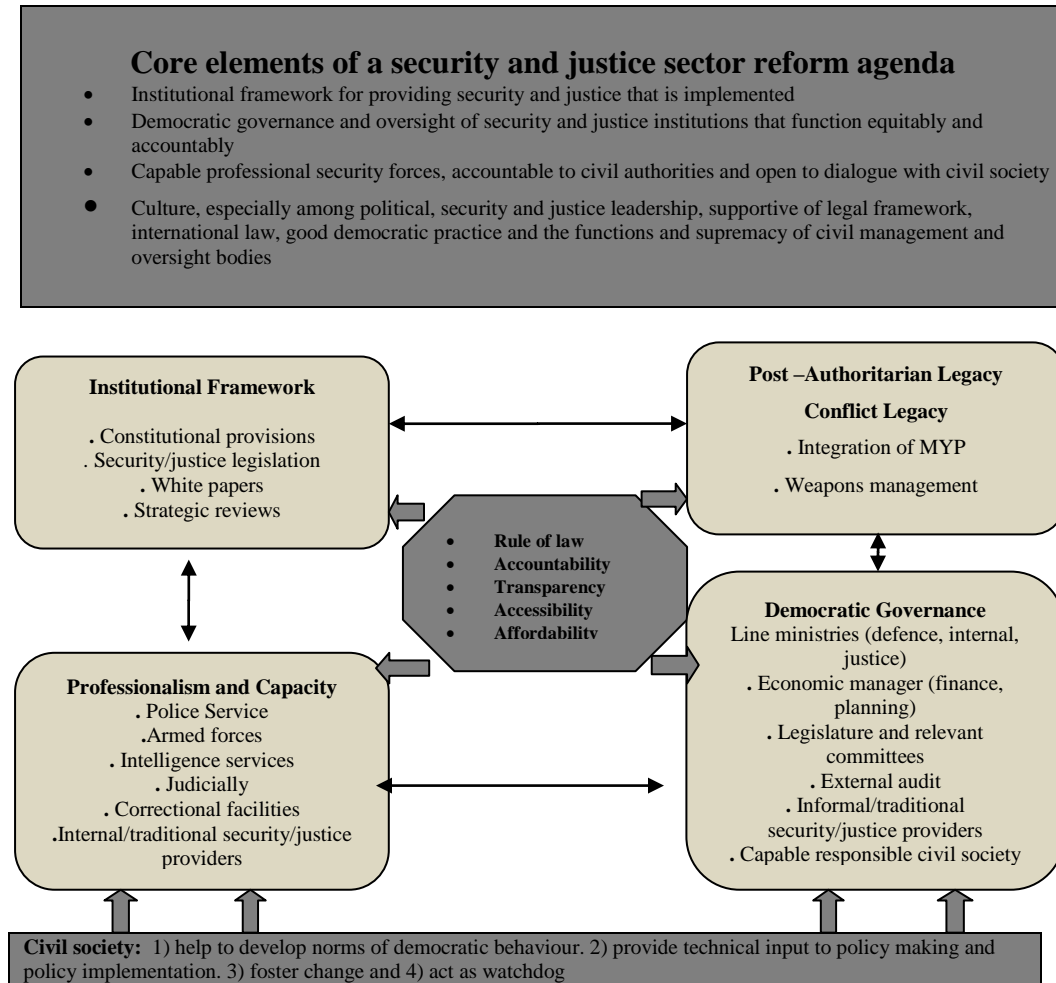 Core elements of a security and justice sector reform agenda
• Institutional framework for providing security and justice that is implemented
• Democratic governance and oversight of security and justice institutions that function equitably and
accountably
• Capable professional security forces, accountable to civil authorities and open to dialogue with civil society
• Culture, especially among political, security and justice leadership, supportive of legal framework,
international law, good democratic practice and the functions and supremacy of civil management and
oversight bodies
Institutional Framework
. Constitutional provisions
. Security/justice legislation
. White papers
. Strategic reviews
Post –Authoritarian Legacy
Conflict Legacy
. Integration of MYP
. Weapons management
• Rule of law
• Accountability
• Transparency
• Accessibility
• Affordability
Professionalism and Capacity
. Police Service
.Armed forces
. Intelligence services
. Judicially
. Correctional facilities
.Internal/traditional security/justice
providers
Democratic Governance
Line ministries (defence, internal,
justice)
. Economic manager (finance,
planning)
. Legislature and relevant
committees
. External audit
. Informal/traditional
security/justice providers
. Capable responsible civil society
Civil society: 1) help to develop norms of democratic behaviour. 2) provide technical input to policy making and
policy implementation. 3) foster change and 4) act as watchdog